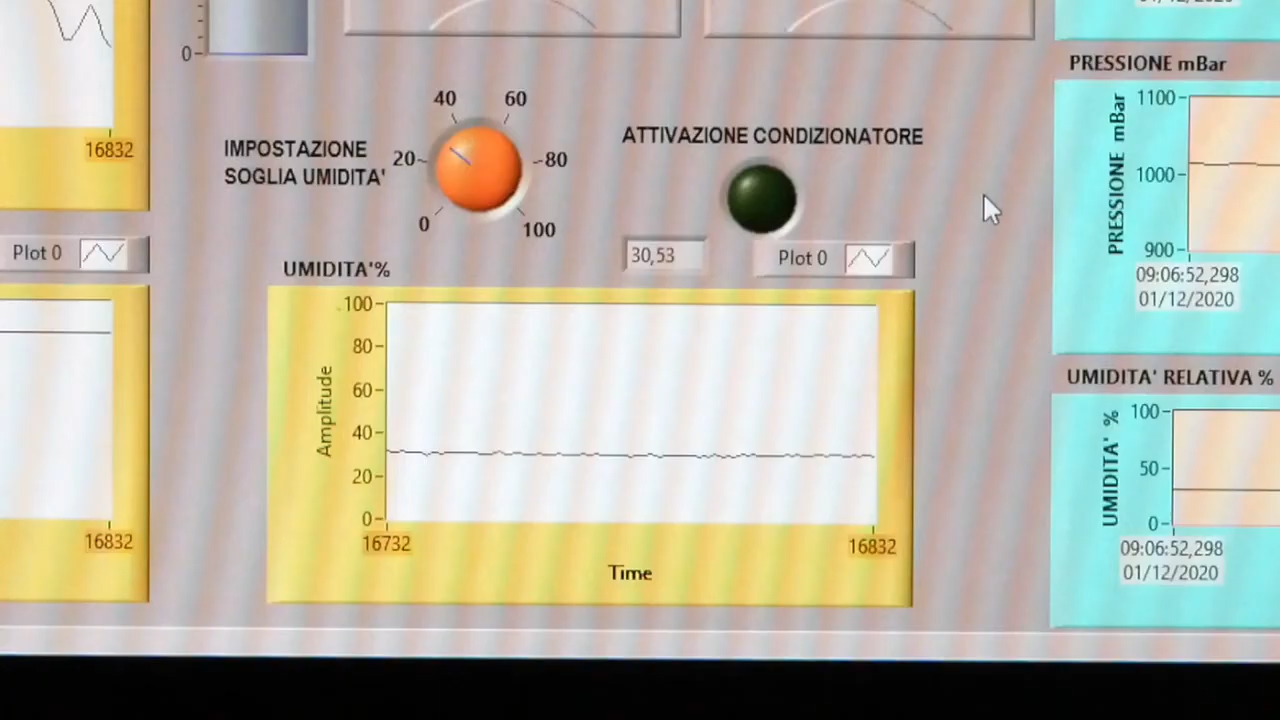 01/12/2020
0
PRESSIONE mBar
1100
1000
900
PRESSIONE mBar
09:06:52,298
01/12/2020
16832
IMPOSTAZIONE
SOGLIA UMIDITA'
0
20
40
60
80
100
ATTIVAZIONE CONDIZIONATORE
Plot 0
30,53
Plot 0
UMIDITA'%
100
80
60
40
20
0
Amplitude
16732
16832
Time
16832
UMIDITA' RELATIVA %
100
50
0
UMIDITA' %
09:06:52,298
01/12/2020